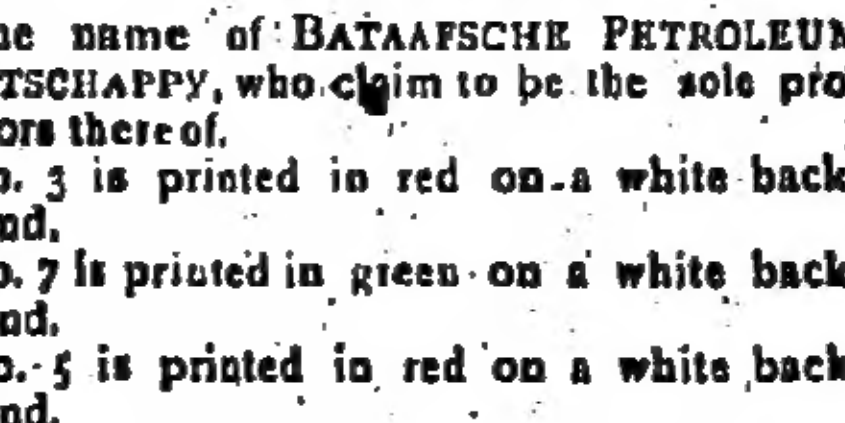 ne name of BATAAFSCHE PETROLEUM
TSCHAPPY, who claim to be the sole pro
ors thereof.
o. 3 is printed in red on a white back
nd.
o. 7 is printed in green on a white back
nd.
o. 5 is printed in red on a white back
nd.